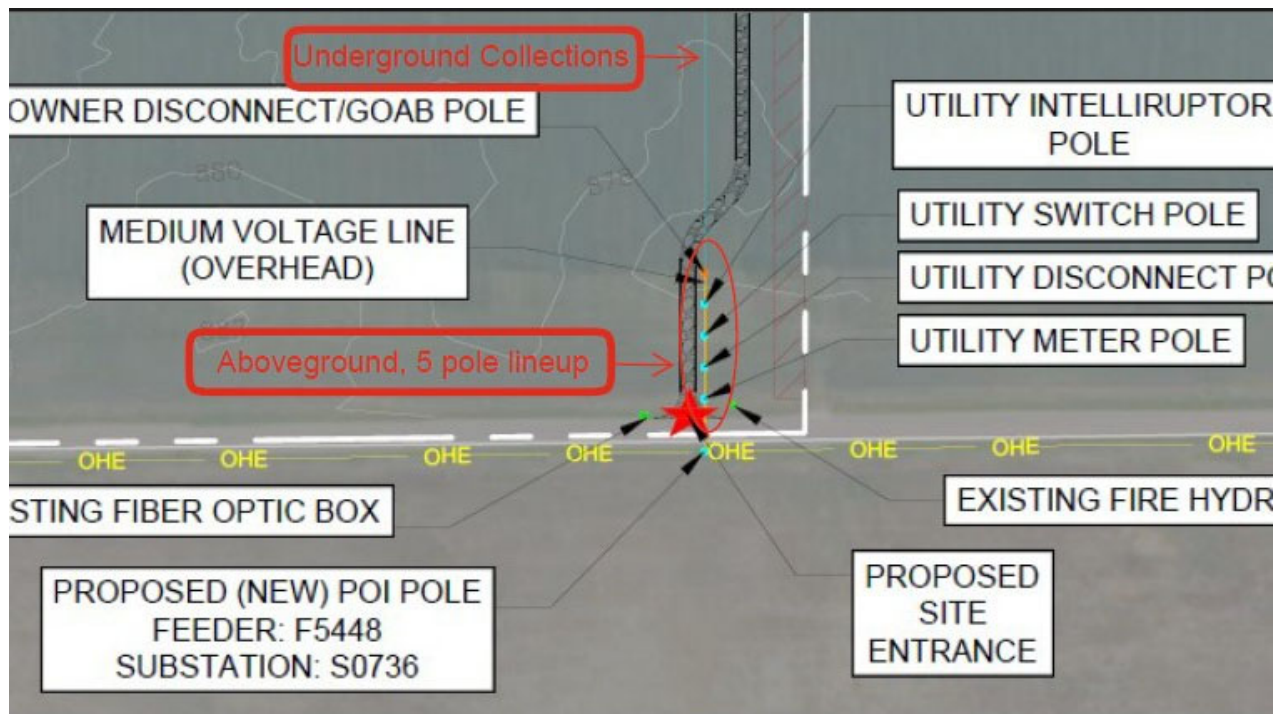 Underground Collections
OWNER DISCONNECT/GOAB POLE
UTILITY INTELLIRUPTOR
POLE
880
MEDIUM VOLTAGE LINE
(OVERHEAD)
UTILITY SWITCH POLE
UTILITY DISCONNECT PO
UTILITY METER POLE
Aboveground, 5 pole lineup
OHE OHE OHE OHE OHE OHE OHE OHE
STING FIBER OPTIC BOX
EXISTING FIRE HYDR
PROPOSED (NEW) POI POLE
FEEDER: F5448
SUBSTATION: S0736
PROPOSED
SITE
ENTRANCE